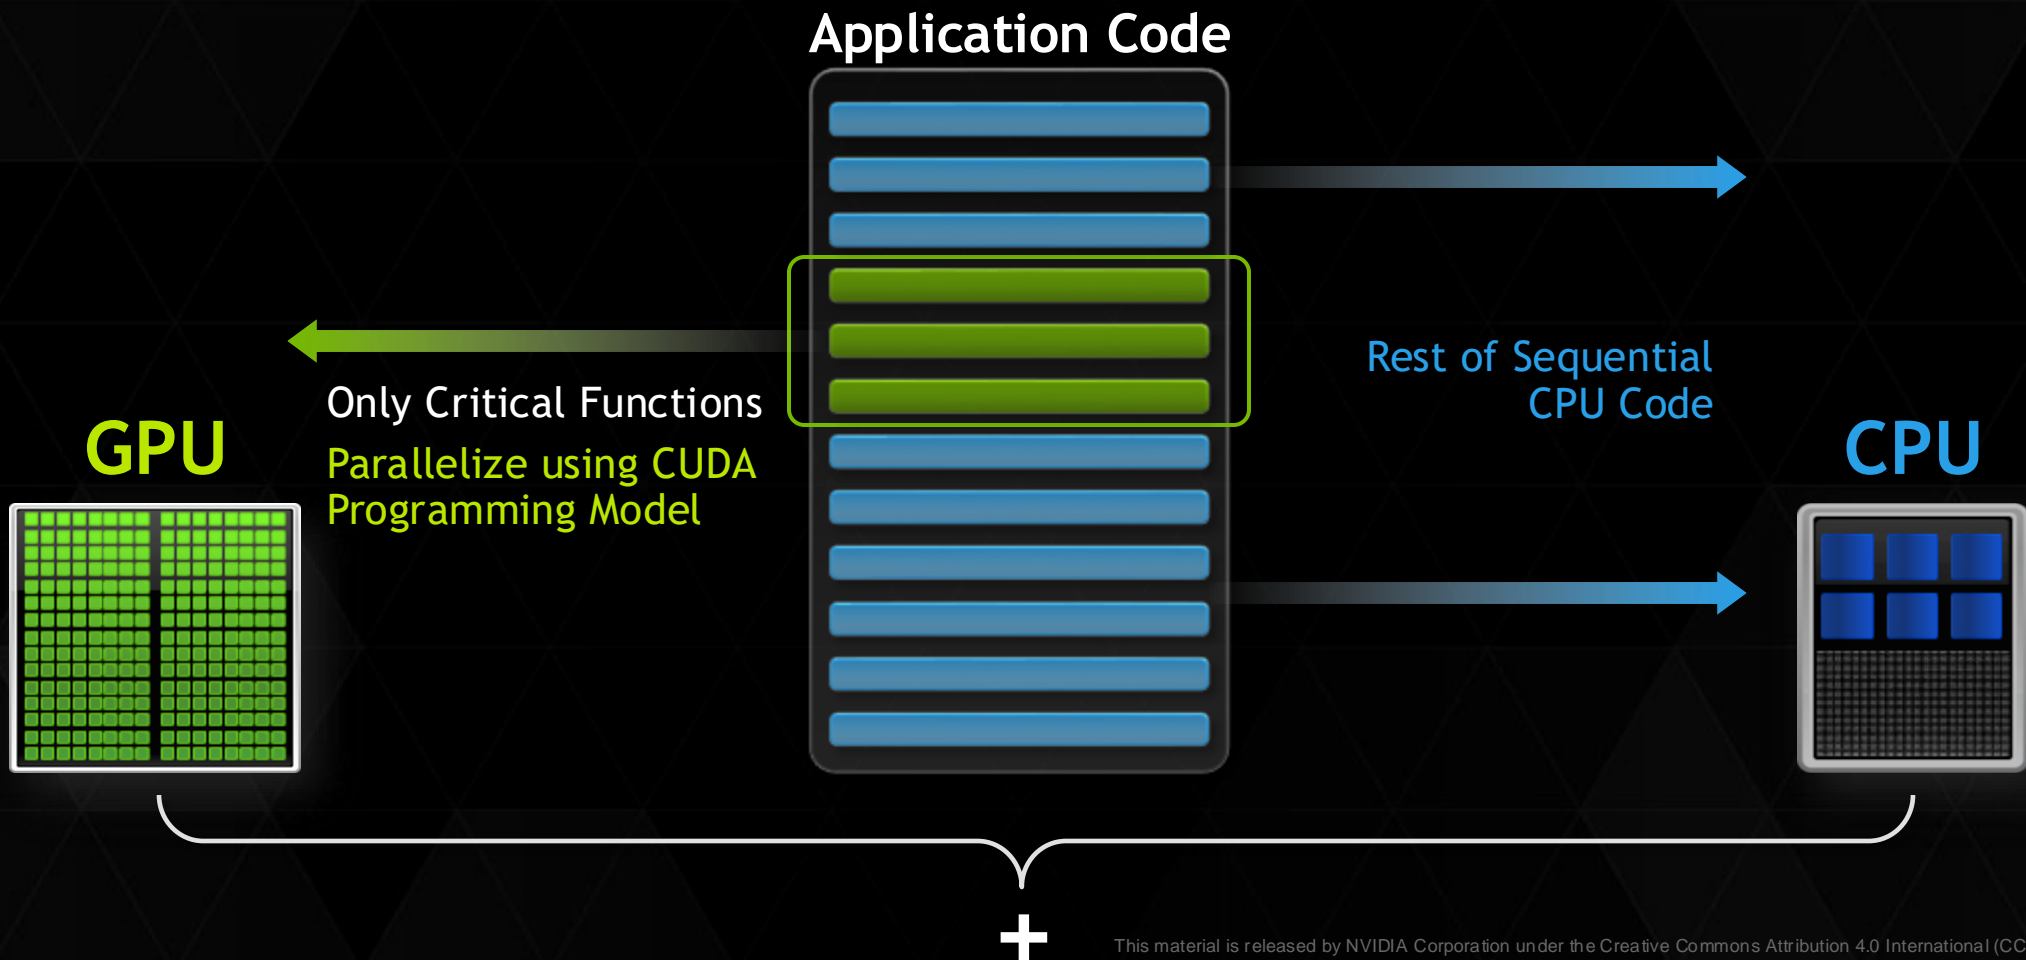 Application Code
Only Critical Functions
Parallelize using CUDA
Programming Model
GPU
Rest of Sequential
CPU Code
CPU
+
This material is released by NVIDIA Corporation under the Creative Commons Attribution 4.0 International (CC